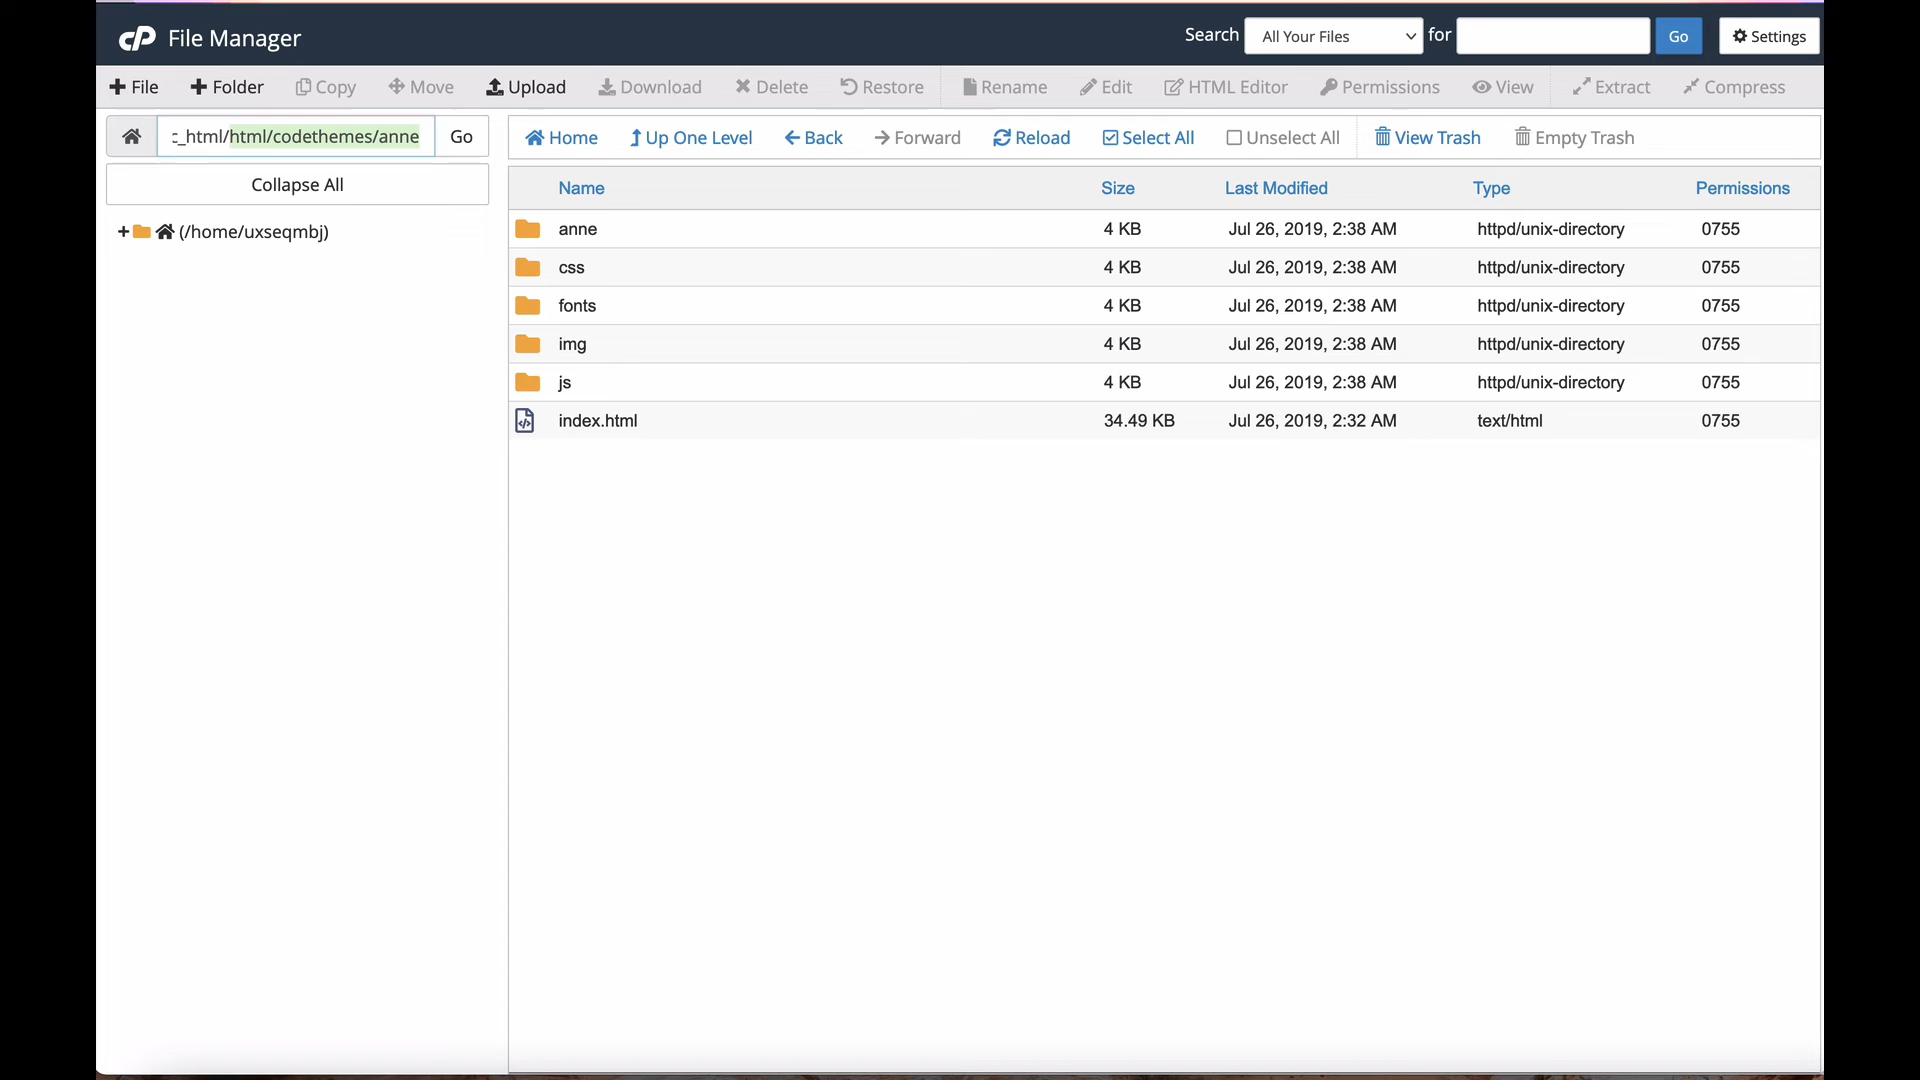 cP File Manager
Search All Your Files for Go Settings
File Folder Copy Move Upload Download Delete Restore Rename Edit HTML Editor Permissions View Extract Compress
_html/html/codethemes/anne Go
Home Up One Level Back Forward Reload Select All Unselect All View Trash Empty Trash
Collapse All
(/home/uxseqmbj)
Name Size Last Modified Type Permissions
anne 4 KB Jul 26, 2019, 2:38 AM httpd/unix-directory 0755
css 4 KB Jul 26, 2019, 2:38 AM httpd/unix-directory 0755
fonts 4 KB Jul 26, 2019, 2:38 AM httpd/unix-directory 0755
img 4 KB Jul 26, 2019, 2:38 AM httpd/unix-directory 0755
js 4 KB Jul 26, 2019, 2:38 AM httpd/unix-directory 0755
index.html 34.49 KB Jul 26, 2019, 2:32 AM text/html 0755